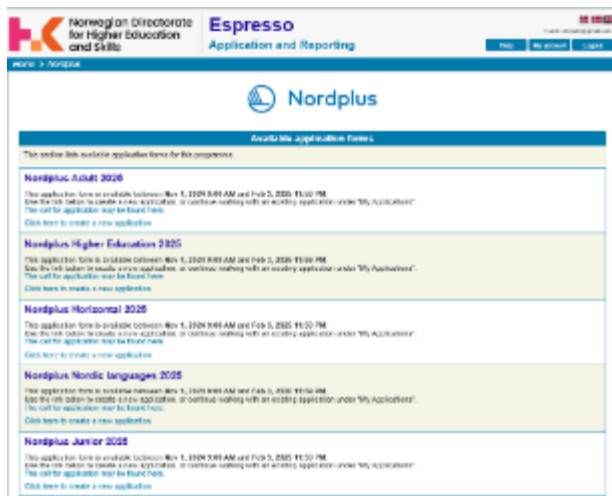 Norwegian Directorate
for Higher Education
and Skills
Espresso
Application and Reporting
Help
My account
Logout
Home > Nordplus
Nordplus
Available application forms
This section lists available application forms for this programme.
Nordplus Adult 2025
This application form is available between Nov 1, 2024 9:00 AM and Feb 3, 2025 11:59 PM.
Use the link below to create a new application, or continue working with an existing application under "My Applications".
The call for application may be found here.
Click here to create a new application
Nordplus Higher Education 2025
This application form is available between Nov 1, 2024 9:00 AM and Feb 3, 2025 11:59 PM.
Use the link below to create a new application, or continue working with an existing application under "My Applications".
The call for application may be found here.
Click here to create a new application
Nordplus Horizontal 2025
This application form is available between Nov 1, 2024 9:00 AM and Feb 3, 2025 11:59 PM.
Use the link below to create a new application, or continue working with an existing application under "My Applications".
The call for application may be found here.
Click here to create a new application
Nordplus Nordic languages 2025
This application form is available between Nov 1, 2024 9:00 AM and Feb 3, 2025 11:59 PM.
Use the link below to create a new application, or continue working with an existing application under "My Applications".
The call for application may be found here.
Click here to create a new application
Nordplus Junior 2025
This application form is available between Nov 1, 2024 9:00 AM and Feb 3, 2025 11:59 PM.
Use the link below to create a new application, or continue working with an existing application under "My Applications".
The call for application may be found here.
Click here to create a new application